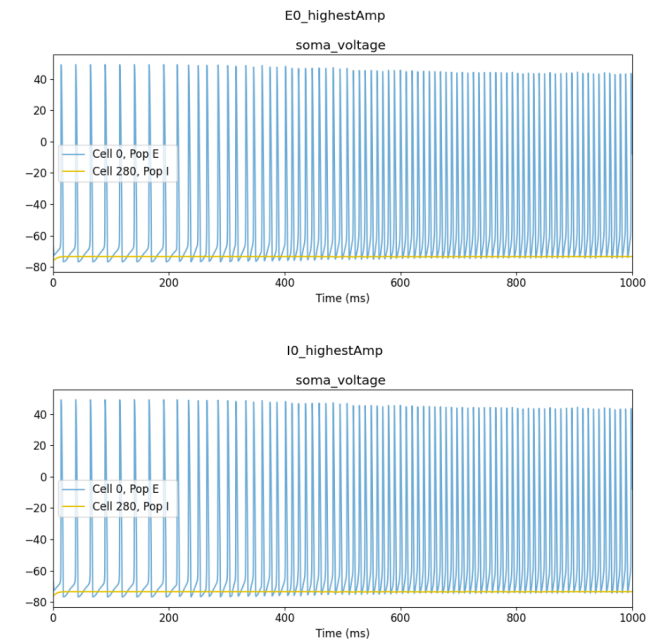 E0_highestAmp
soma_voltage
40
20
0
−20
−40
−60
−80
Cell 0, Pop E
Cell 280, Pop I
0
200
400
600
800
1000
Time (ms)
I0_highestAmp
soma_voltage
40
20
0
−20
−40
−60
−80
Cell 0, Pop E
Cell 280, Pop I
0
200
400
600
800
1000
Time (ms)